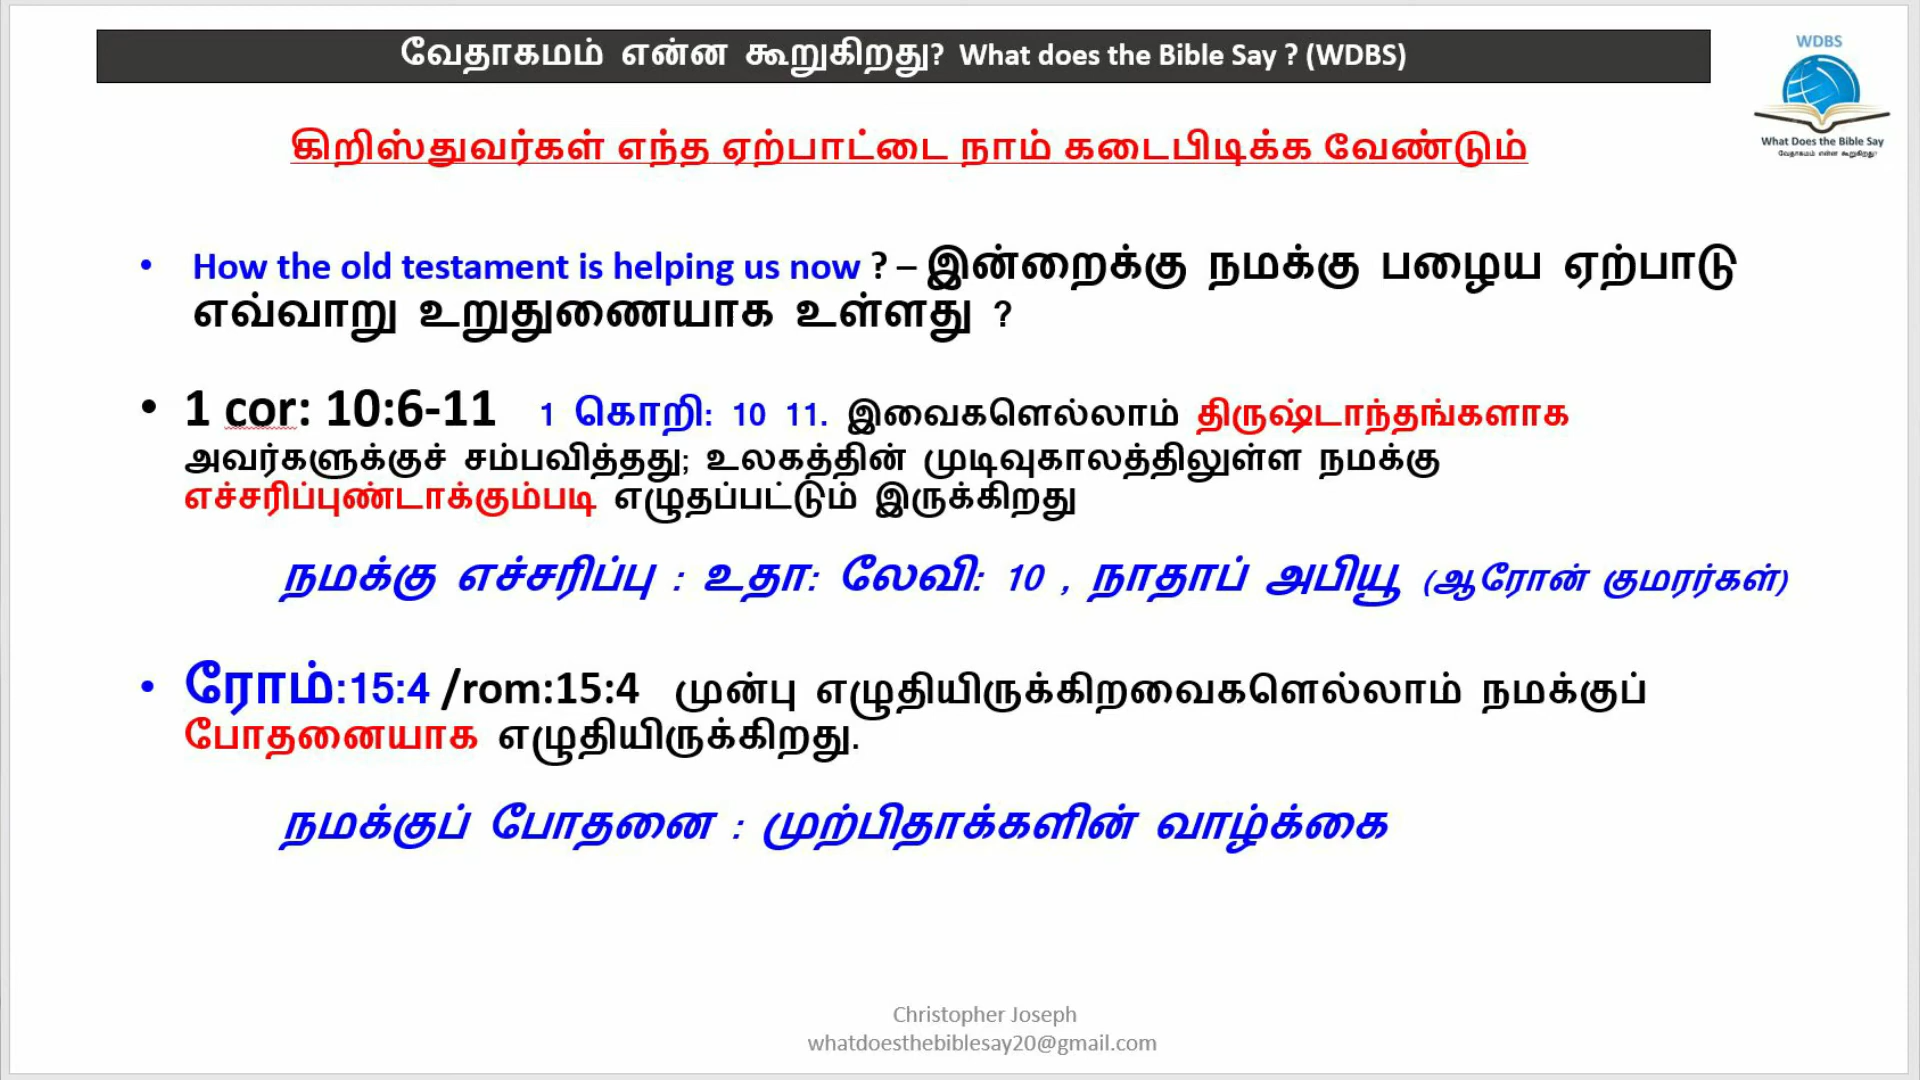 வேதாகமம் என்ன கூறுகிறது? What does the Bible Say ? (WDBS)
WDBS
What Does the Bible Say
வேதாகமம் என்ன கூறுகிறது?
கிறிஸ்துவர்கள் எந்த ஏற்பாட்டை நாம் கடைபிடிக்க வேண்டும்
• How the old testament is helping us now ? – இன்றைக்கு நமக்கு பழைய ஏற்பாடு
எவ்வாறு உறுதுணையாக உள்ளது ?
• 1 cor: 10:6-11 1 கொறி: 10 11. இவைகளெல்லாம் திருஷ்டாந்தங்களாக
அவர்களுக்குச் சம்பவித்தது; உலகத்தின் முடிவுகாலத்திலுள்ள நமக்கு
எச்சரிப்புண்டாக்கும்படி எழுதப்பட்டும் இருக்கிறது
நமக்கு எச்சரிப்பு : உதா: லேவி: 10 , நாதாப் அபியூ (ஆரோன் குமரர்கள்)
• ரோம்:15:4 /rom:15:4 முன்பு எழுதியிருக்கிறவைகளெல்லாம் நமக்குப்
போதனையாக எழுதியிருக்கிறது.
நமக்குப் போதனை : முற்பிதாக்களின் வாழ்க்கை
Christopher Joseph
whatdoesthebiblesay20@gmail.com